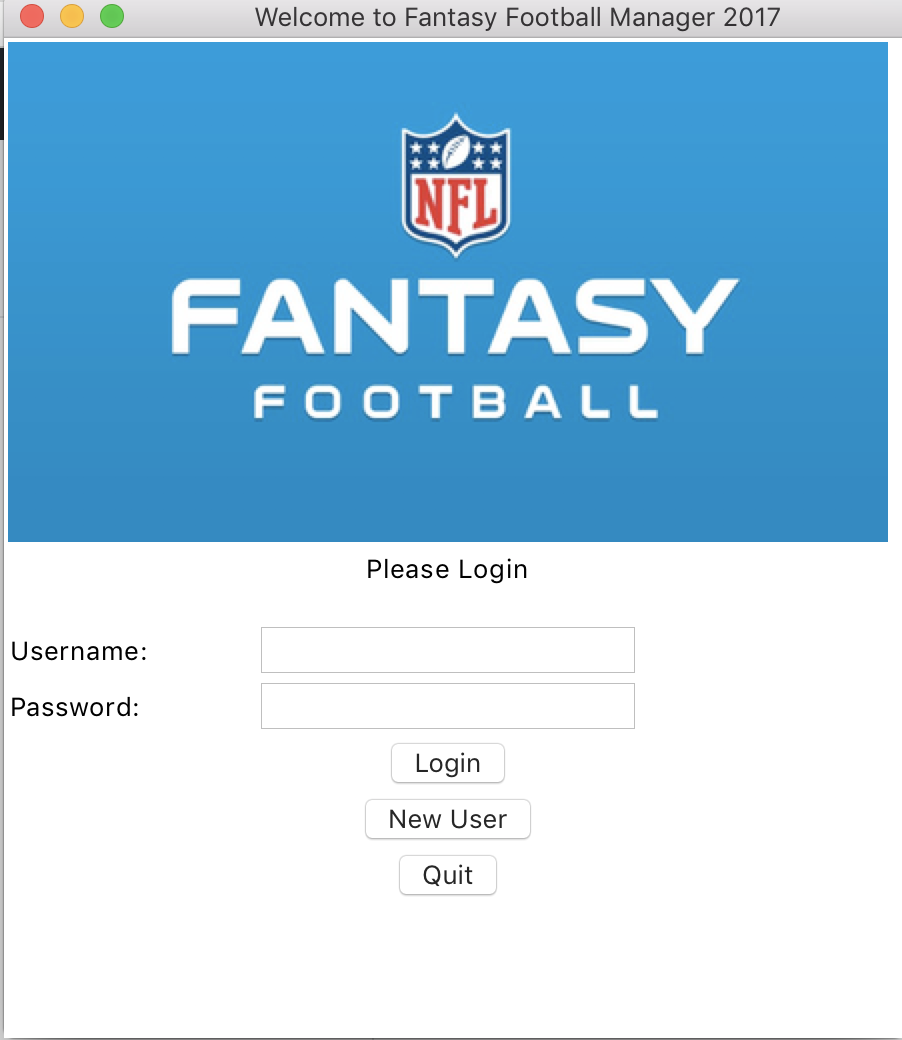 Welcome to Fantasy Football Manager 2017
NFL
FANTASY
FOOTBALL
Please Login
Username:
Password:
Login
New User
Quit